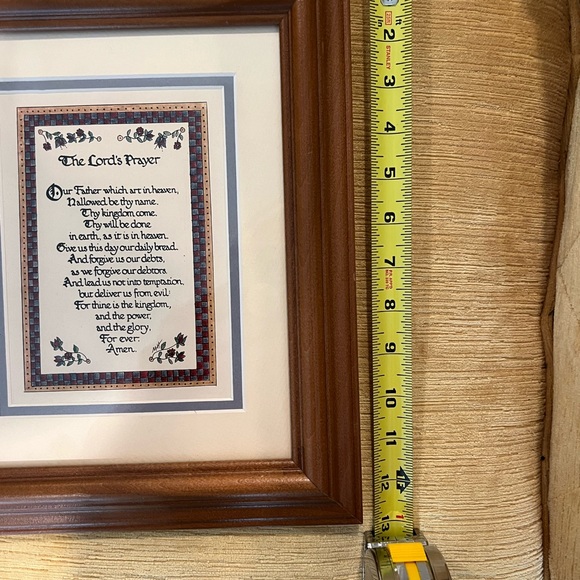 The Lord's Prayer
Our Father which art in heaven,
Hallowed be thy name.
Thy kingdom come.
Thy will be done
in earth, as it is in heaven.
Give us this day our daily bread.
And forgive us our debts,
as we forgive our debtors.
And lead us not into temptation,
but deliver us from evil:
For thine is the kingdom,
and the power,
and the glory,
For ever:
Amen.
in
ft
2
STANLEY
3
4
5
6
7
8
9
10
11
12
13